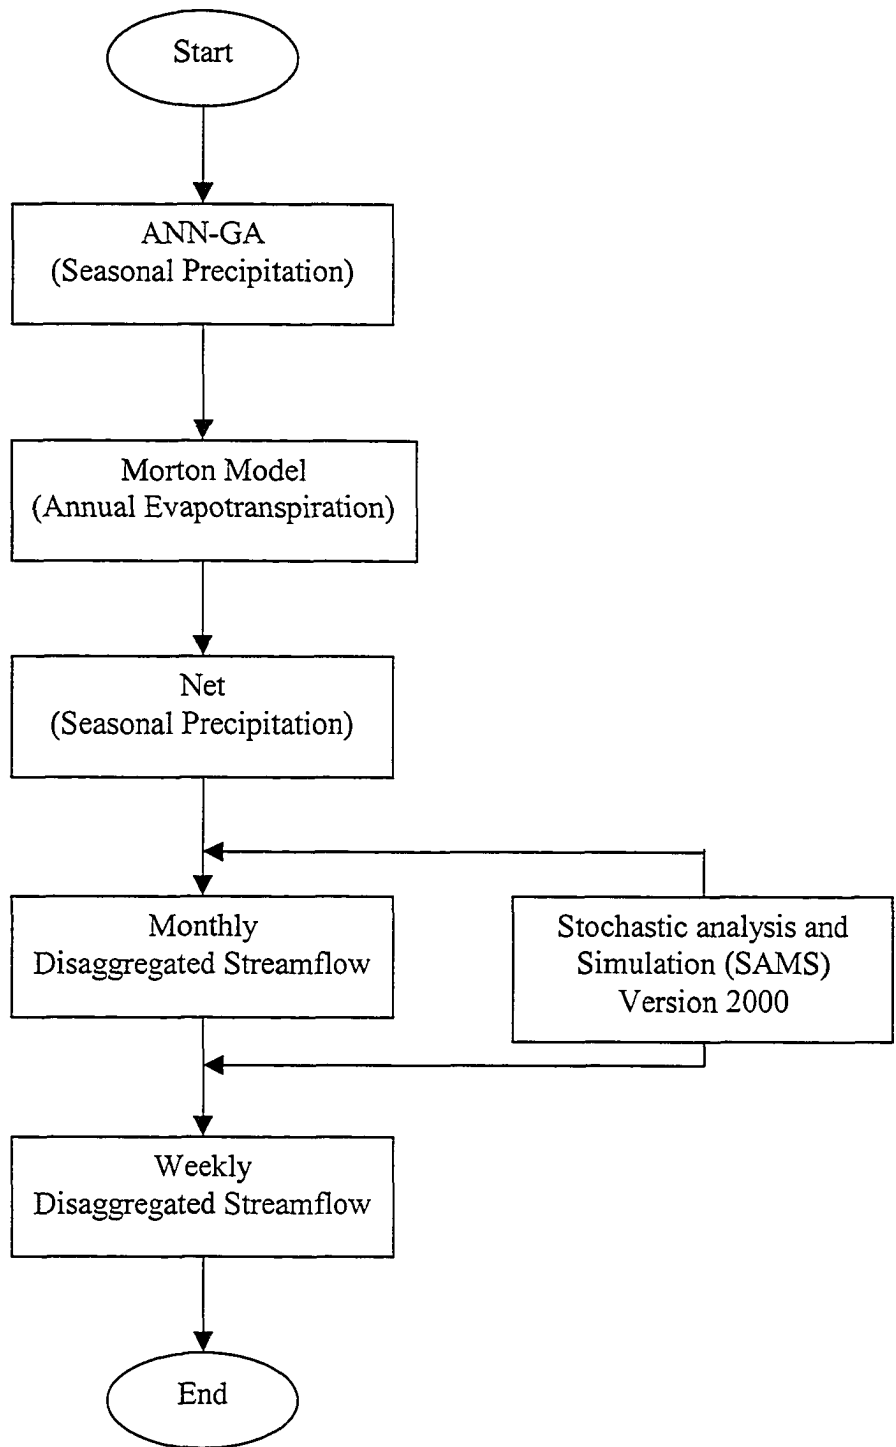 Start
ANN-GA
(Seasonal Precipitation)
Morton Model
(Annual Evapotranspiration)
Net
(Seasonal Precipitation)
Monthly
Disaggregated Streamflow
Stochastic analysis and
Simulation (SAMS)
Version 2000
Weekly
Disaggregated Streamflow
End